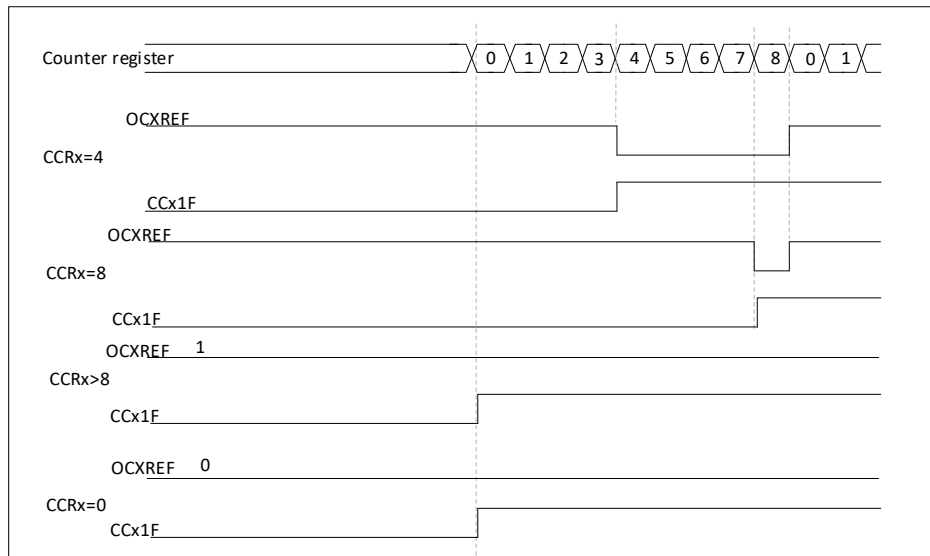 Counter register 0 1 2 3 4 5 6 7 8 0 1
OCXREF
CCRx=4
CCx1F
OCXREF
CCRx=8
CCx1F
OCXREF 1
CCRx>8
CCx1F
OCXREF 0
CCRx=0
CCx1F